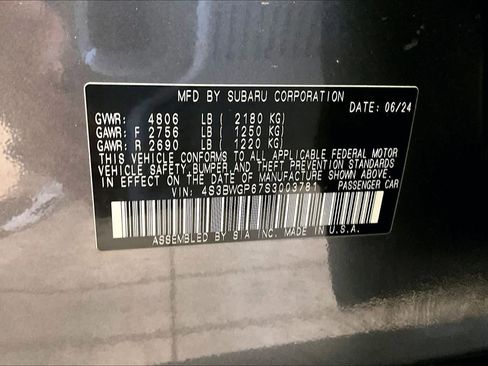 MFD BY SUBARU CORPORATION
DATE: 06/24
GVWR: 4806 LB ( 2180 KG)
GAWR: F 2756 LB ( 1250 KG)
GAWR: R 2690 LB ( 1220 KG)
THIS VEHICLE CONFORMS TO ALL APPLICABLE FEDERAL MOTOR
VEHICLE SAFETY,BUMPER,AND THEFT PREVENTION STANDARDS
IN EFFECT ON THE DATE OF MANUFACTURE SHOWN ABOVE.
VIN: 4S3BWGP67S3003781 PASSENGER CAR
ASSEMBLED BY SIA INC. MADE IN U.S.A.